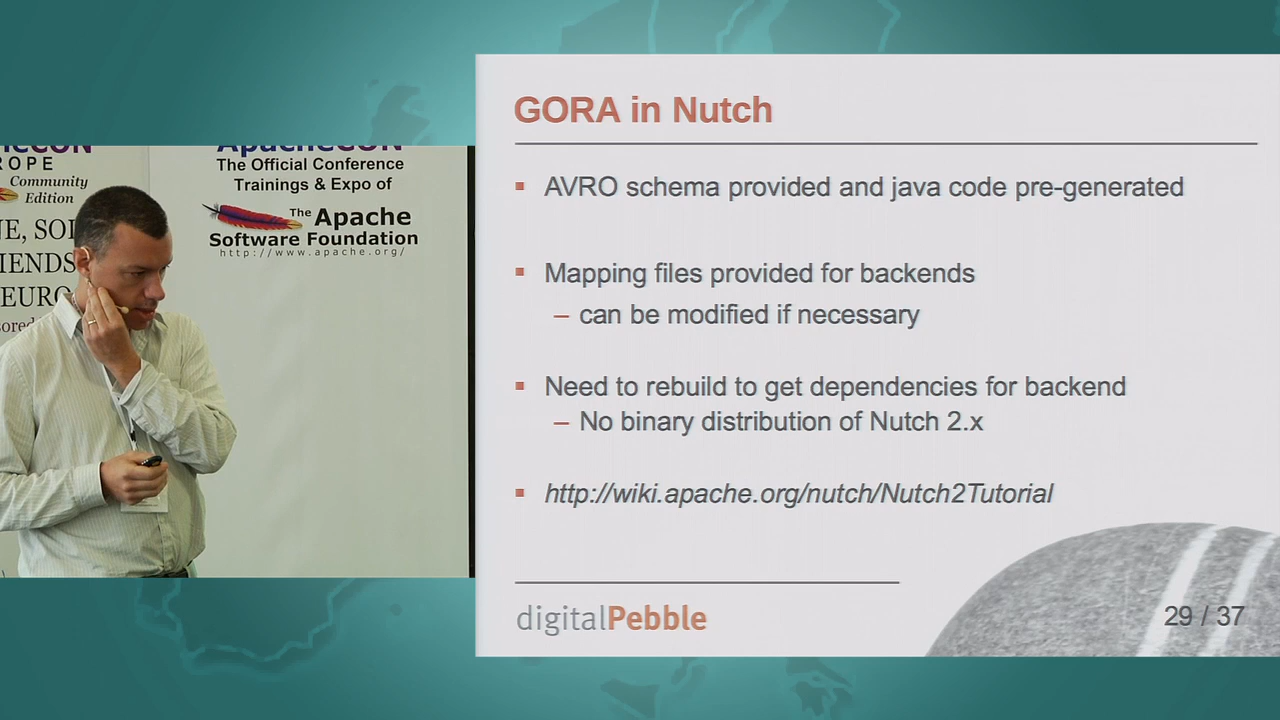 EUROPE
Community
Edition
ApacheCON
The Official Conference
Trainings & Expo of
The Apache
Software Foundation
http://www.apache.org/
GORA in Nutch
AVRO schema provided and java code pre-generated
Mapping files provided for backends
– can be modified if necessary
Need to rebuild to get dependencies for backend
– No binary distribution of Nutch 2.x
http://wiki.apache.org/nutch/Nutch2Tutorial
digitalPebble
29 / 37